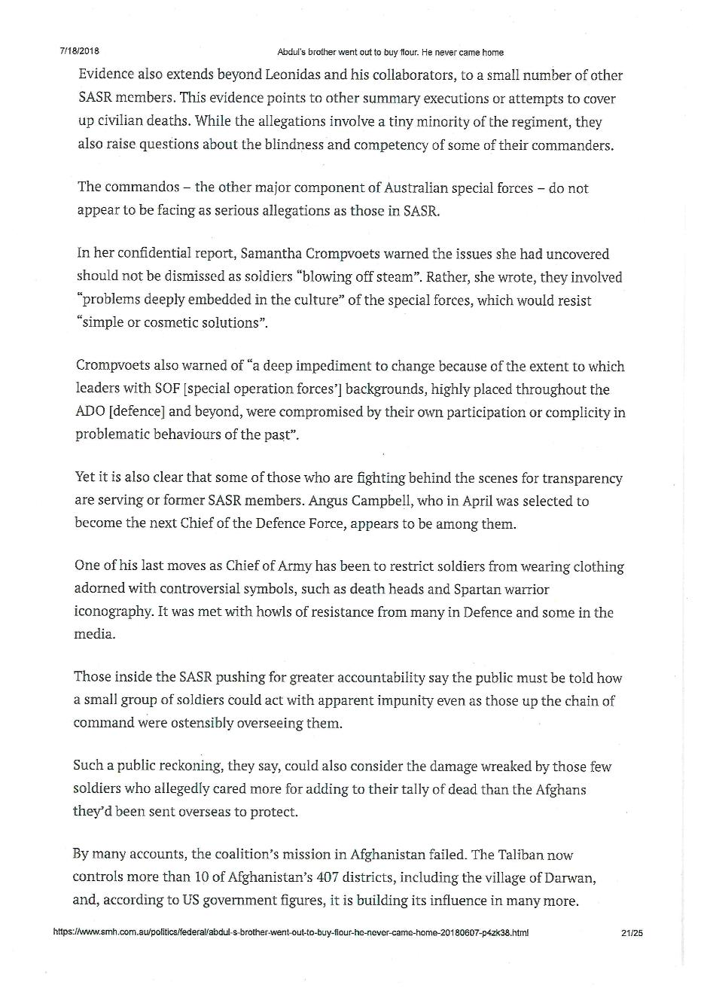 7/18/2018
Abdul's brother went out to buy flour. He never came home
Evidence also extends beyond Leonidas and his collaborators, to a small number of other
SASR members. This evidence points to other summary executions or attempts to cover
up civilian deaths. While the allegations involve a tiny minority of the regiment, they
also raise questions about the blindness and competency of some of their commanders.
The commandos – the other major component of Australian special forces – do not
appear to be facing as serious allegations as those in SASR.
In her confidential report, Samantha Crompvoets warned the issues she had uncovered
should not be dismissed as soldiers “blowing off steam”. Rather, she wrote, they involved
“problems deeply embedded in the culture” of the special forces, which would resist
“simple or cosmetic solutions”.
Crompvoets also warned of “a deep impediment to change because of the extent to which
leaders with SOF [special operation forces’] backgrounds, highly placed throughout the
ADO [defence] and beyond, were compromised by their own participation or complicity in
problematic behaviours of the past”.
Yet it is also clear that some of those who are fighting behind the scenes for transparency
are serving or former SASR members. Angus Campbell, who in April was selected to
become the next Chief of the Defence Force, appears to be among them.
One of his last moves as Chief of Army has been to restrict soldiers from wearing clothing
adorned with controversial symbols, such as death heads and Spartan warrior
iconography. It was met with howls of resistance from many in Defence and some in the
media.
Those inside the SASR pushing for greater accountability say the public must be told how
a small group of soldiers could act with apparent impunity even as those up the chain of
command were ostensibly overseeing them.
Such a public reckoning, they say, could also consider the damage wreaked by those few
soldiers who allegedly cared more for adding to their tally of dead than the Afghans
they’d been sent overseas to protect.
By many accounts, the coalition’s mission in Afghanistan failed. The Taliban now
controls more than 10 of Afghanistan’s 407 districts, including the village of Darwan,
and, according to US government figures, it is building its influence in many more.
https://www.smh.com.au/politics/federal/abdul-s-brother-went-out-to-buy-flour-he-never-came-home-20180607-p4zk38.html
21/25